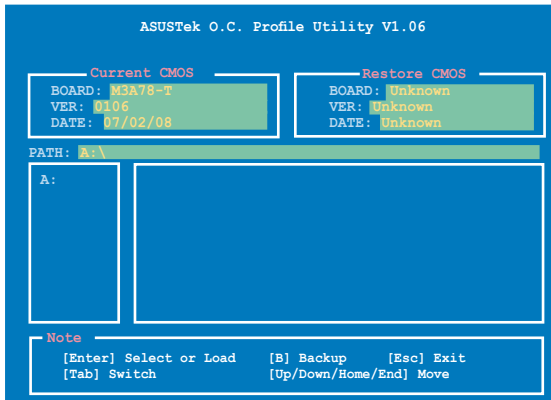 ASUSTek O.C. Profile Utility V1.06
Current CMOS
BOARD: M3A78-T
VER: 0106
DATE: 07/02/08
Restore CMOS
BOARD: Unknown
VER: Unknown
DATE: Unknown
PATH: A:\
A:
Note
[Enter] Select or Load [B] Backup [Esc] Exit
[Tab] Switch [Up/Down/Home/End] Move